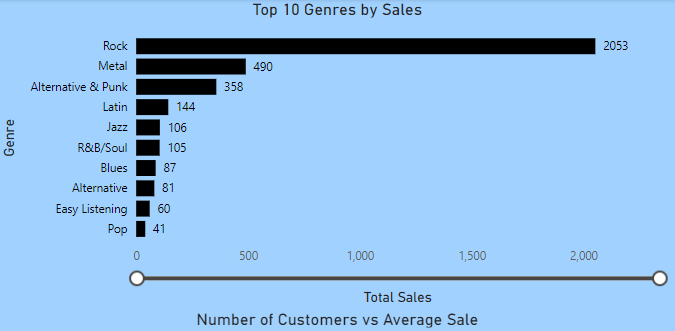 Top 10 Genres by Sales
Genre
Rock 2053
Metal 490
Alternative & Punk 358
Latin 144
Jazz 106
R&B/Soul 105
Blues 87
Alternative 81
Easy Listening 60
Pop 41
0 500 1,000 1,500 2,000
Total Sales
Number of Customers vs Average Sale